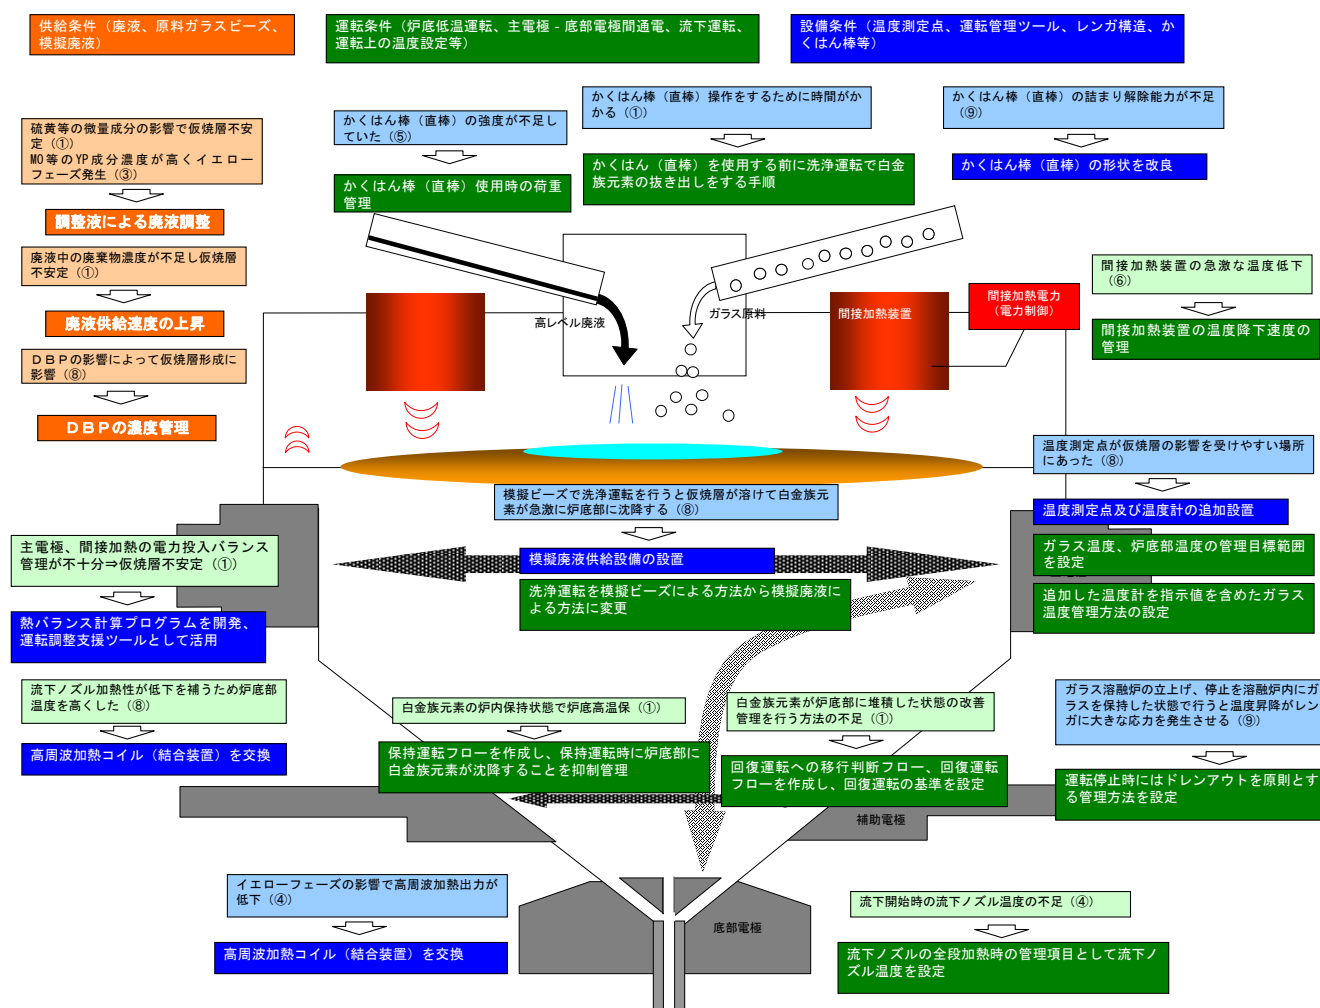 供給条件（廃液、原料ガラスビーズ、
模擬廃液）
運転条件（炉底低温運転、主電極‐底部電極間通電、流下運転、
運転上の温度設定等）
設備条件（温度測定点、運転管理ツール、レンガ構造、か
くはん棒等）
硫黄等の微量成分の影響で仮焼層不安
定（①）
MO等のYP成分濃度が高くイエロー
フェーズ発生（③）
調整液による廃液調整
廃液中の廃棄物濃度が不足し仮焼層
不安定（①）
廃液供給速度の上昇
ＤＢＰの影響によって仮焼層形成に
影響（⑧）
ＤＢＰの濃度管理
かくはん棒（直棒）の強度が不足し
ていた（⑤）
かくはん棒（直棒）使用時の荷重
管理
かくはん棒（直棒）操作をするために時間がか
かる（①）
かくはん（直棒）を使用する前に洗浄運転で白金
族元素の抜き出しをする手順
かくはん棒（直棒）の詰まり解除能力が不足
（⑨）
かくはん棒（直棒）の形状を改良
高レベル廃液
ガラス原料
間接加熱装置
間接加熱電力
（電力制御）
間接加熱装置の急激な温度低下
（⑥）
間接加熱装置の温度降下速度の
管理
温度測定点が仮焼層の影響を受けやすい場所
にあった（⑧）
温度測定点及び温度計の追加設置
ガラス温度、炉底部温度の管理目標範囲
を設定
追加した温度計を指示値を含めたガラス
温度管理方法の設定
模擬ビーズで洗浄運転を行うと仮焼層が溶けて白金族元
素が急激に炉底部に沈降する（⑧）
模擬廃液供給設備の設置
洗浄運転を模擬ビーズによる方法から模擬廃液に
よる方法に変更
主電極、間接加熱の電力投入バランス
管理が不十分⇒仮焼層不安定（①）
熱バランス計算プログラムを開発、
運転調整支援ツールとして活用
流下ノズル加熱性が低下を補うため炉底部
温度を高くした（⑧）
高周波加熱コイル（結合装置）を交換
白金族元素の炉内保持状態で炉底高温保（①）
保持運転フローを作成し、保持運転時に炉底部に
白金族元素が沈降することを抑制管理
白金族元素が炉底部に堆積した状態の改善
管理を行う方法の不足（①）
回復運転への移行判断フロー、回復運転
フローを作成し、回復運転の基準を設定
ガラス溶融炉の立上げ、停止を溶融炉内にガ
ラスを保持した状態で行うと温度昇降がレン
ガに大きな応力を発生させる（⑨）
運転停止時にはドレンアウトを原則とす
る管理方法を設定
補助電極
イエローフェーズの影響で高周波加熱出力が
低下（④）
高周波加熱コイル（結合装置）を交換
底部電極
流下開始時の流下ノズル温度の不足（④）
流下ノズルの全段加熱時の管理項目として流下ノ
ズル温度を設定